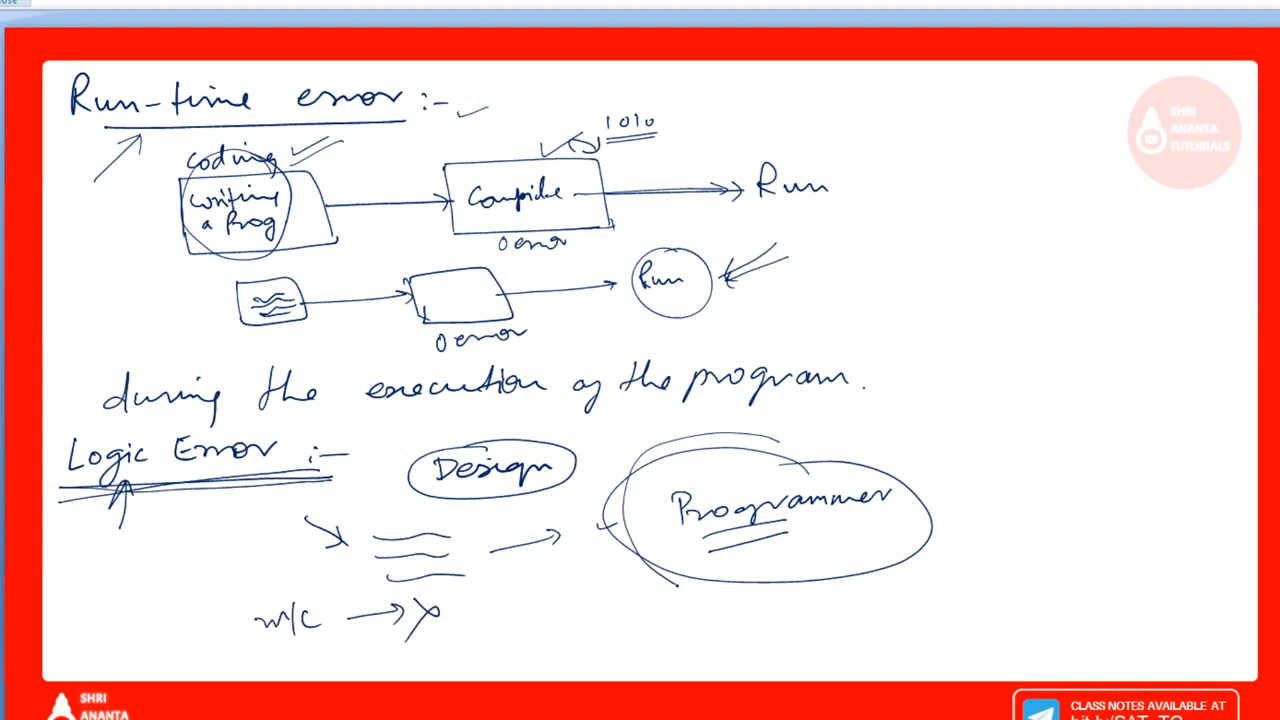 Run-time error :-
coding
1010
writing
a Prog
Compile
Run
0 error
Run
0 error
during the execution of the program.
Logic Error :-
Design
Programmer
m/c
SHRI
ANANTA
TUTORIALS
SHRI
ANANTA
CLASS NOTES AVAILABLE AT